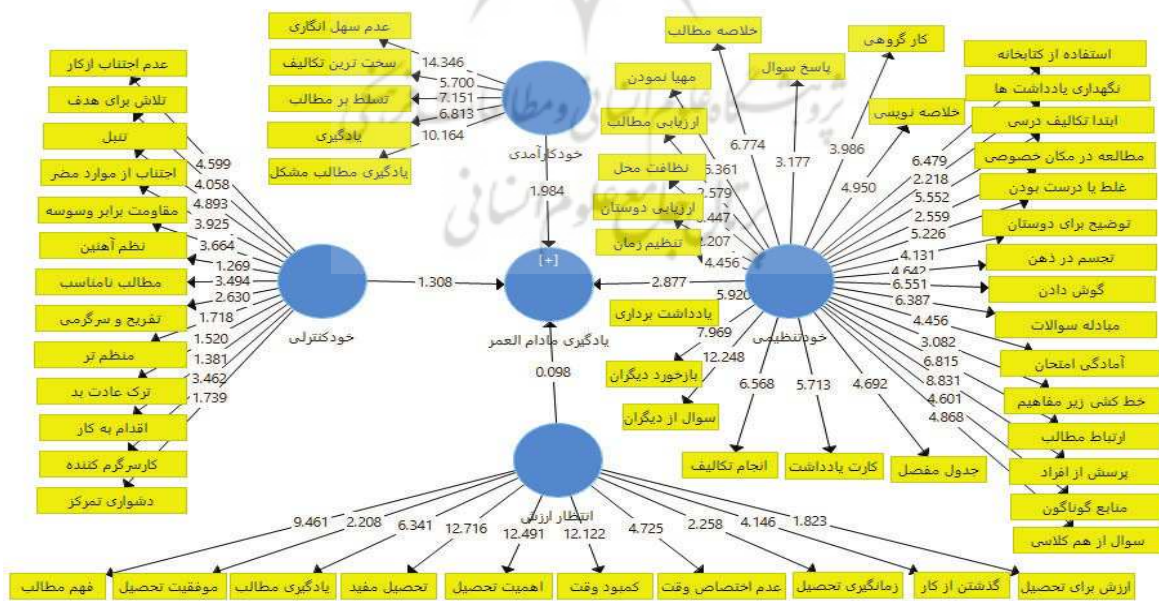 عدم سهل انگاری
سخت ترین تکالیف
تسلط بر مطالب
یادگیری
یادگیری مطالب مشکل
14.346
5.700
7.151
6.813
10.164
خودکارآمدی
1.984
عدم اجتناب ازکار
تلاش برای هدف
تنبل
اجتناب از موارد مضر
مقاومت برابر وسوسه
نظم آهنین
مطالب نامناسب
تفریح و سرگرمی
منظم تر
ترک عادت بد
اقدام به کار
کارسرگرم کننده
دشواری تمرکز
4.599
4.058
4.893
3.925
3.664
1.269
3.494
2.630
1.718
1.520
1.381
3.462
1.739
خودکنترلی
1.308
[+]
یادگیری مادام العمر
2.877
0.098
خودتنظیمی
خلاصه مطالب
مهیا نمودن
ارزیابی مطالب
نظافت محل
ارزیابی دوستان
تنظیم زمان
یادداشت برداری
بازخورد دیگران
سوال از دیگران
انجام تکالیف
کارت یادداشت
جدول مفصل
پاسخ سوال
کار گروهی
خلاصه نویسی
6.774
3.177
3.986
4.950
4.456
5.920
7.969
12.248
6.568
5.713
4.692
استفاده از کتابخانه
نگهداری یادداشت ها
ابتدا تکالیف درسی
مطالعه در مکان خصوصی
غلط یا درست بودن
توضیح برای دوستان
تجسم در ذهن
گوش دادن
مبادله سوالات
آمادگی امتحان
خط کشی زیر مفاهیم
ارتباط مطالب
پرسش از افراد
منابع گوناگون
سوال از هم کلاسی
6.479
2.218
5.552
2.559
5.226
4.131
4.642
6.551
6.387
4.456
3.082
6.815
8.831
4.601
4.868
انتظار ارزش
9.461
2.208
6.341
12.716
12.491
12.122
4.725
2.258
4.146
1.823
فهم مطالب
موفقیت تحصیل
یادگیری مطالب
تحصیل مفید
اهمیت تحصیل
کمبود وقت
عدم اختصاص وقت
زمانگیری تحصیل
گذشتن از کار
ارزش برای تحصیل
پژوهشگاه علوم انسانی و مطالعات فرهنگی
پرتال جامع علوم انسانی